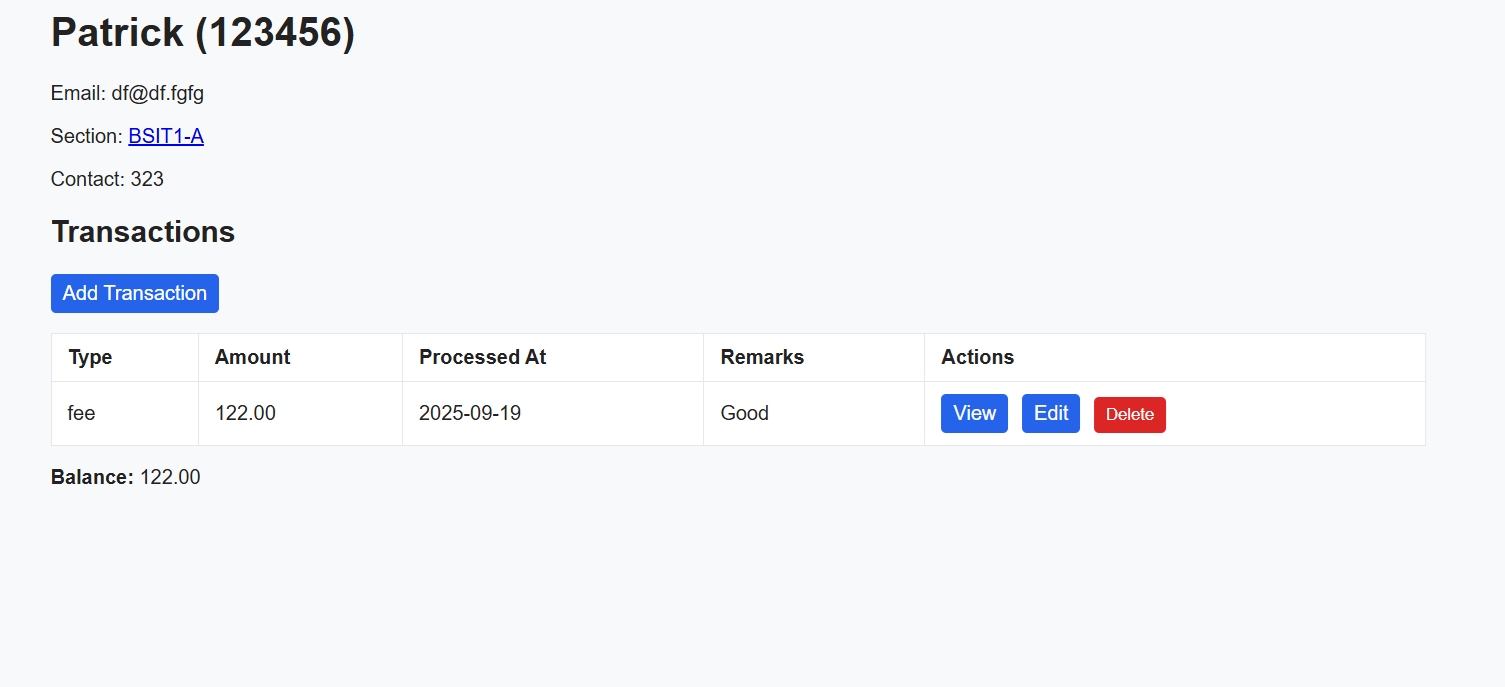 Patrick (123456)
Email: df@df.fgfg
Section: BSIT1-A
Contact: 323
Transactions
Add Transaction
Type Amount Processed At Remarks Actions
fee 122.00 2025-09-19 Good View Edit Delete
Balance: 122.00